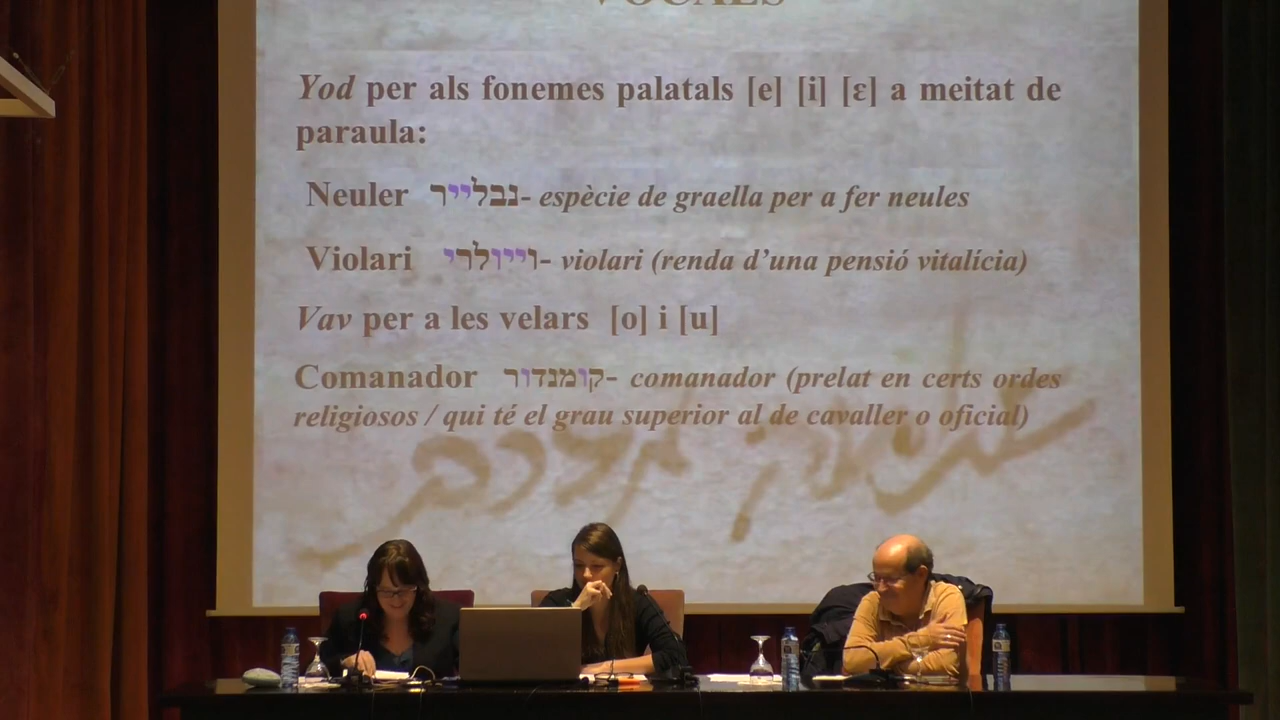 VOCALS
Yod per als fonemes palatals [e] [i] [ɛ] a meitat de
paraula:
Neuler נבלייר- espècie de graella per a fer neules
Violari וייולרי- violari (renda d’una pensió vitalícia)
Vav per a les velars [o] i [u]
Comanador קומנדור- comanador (prelat en certs ordes
religiosos / qui té el grau superior al de cavaller o oficial)